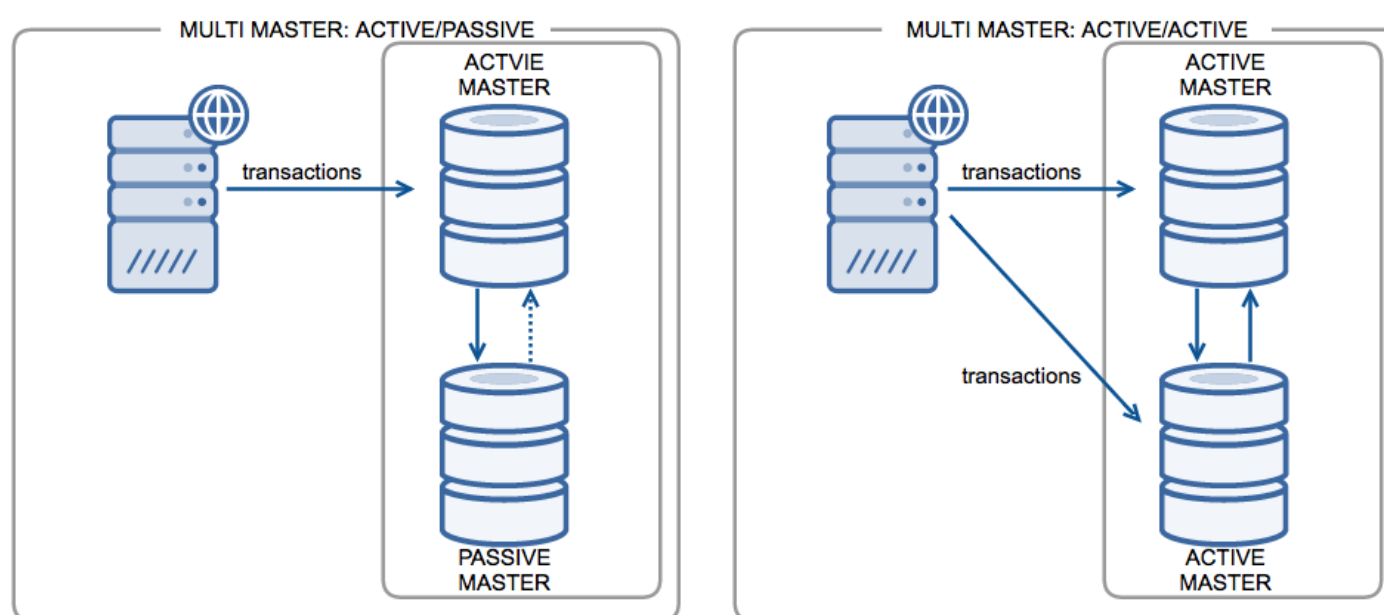 MULTI MASTER: ACTIVE/PASSIVE
ACTVIE
MASTER
transactions
PASSIVE
MASTER
MULTI MASTER: ACTIVE/ACTIVE
ACTIVE
MASTER
transactions
transactions
ACTIVE
MASTER